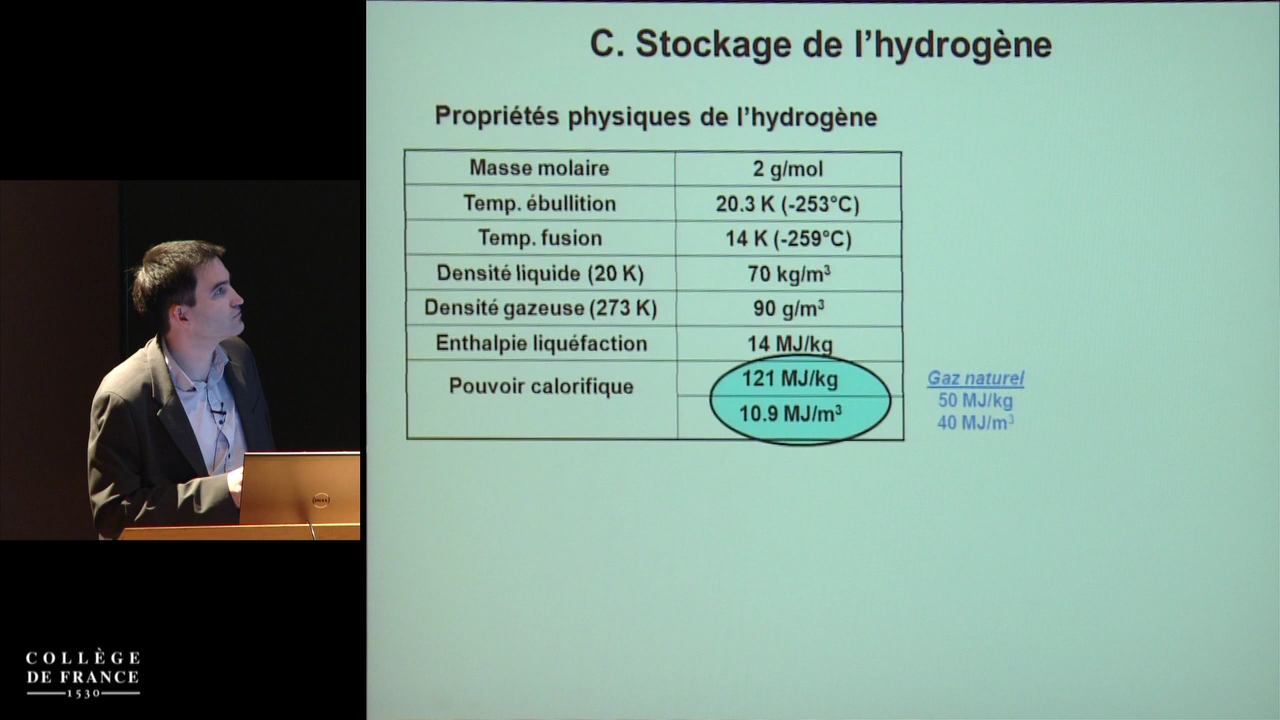 C. Stockage de l'hydrogène
Propriétés physiques de l'hydrogène
Masse molaire 2 g/mol
Temp. ébullition 20.3 K (-253°C)
Temp. fusion 14 K (-259°C)
Densité liquide (20 K) 70 kg/m³
Densité gazeuse (273 K) 90 g/m³
Enthalpie liquéfaction 14 MJ/kg
Pouvoir calorifique 121 MJ/kg
10.9 MJ/m³
Gaz naturel
50 MJ/kg
40 MJ/m³
DELL
COLLÈGE
DE FRANCE
1530